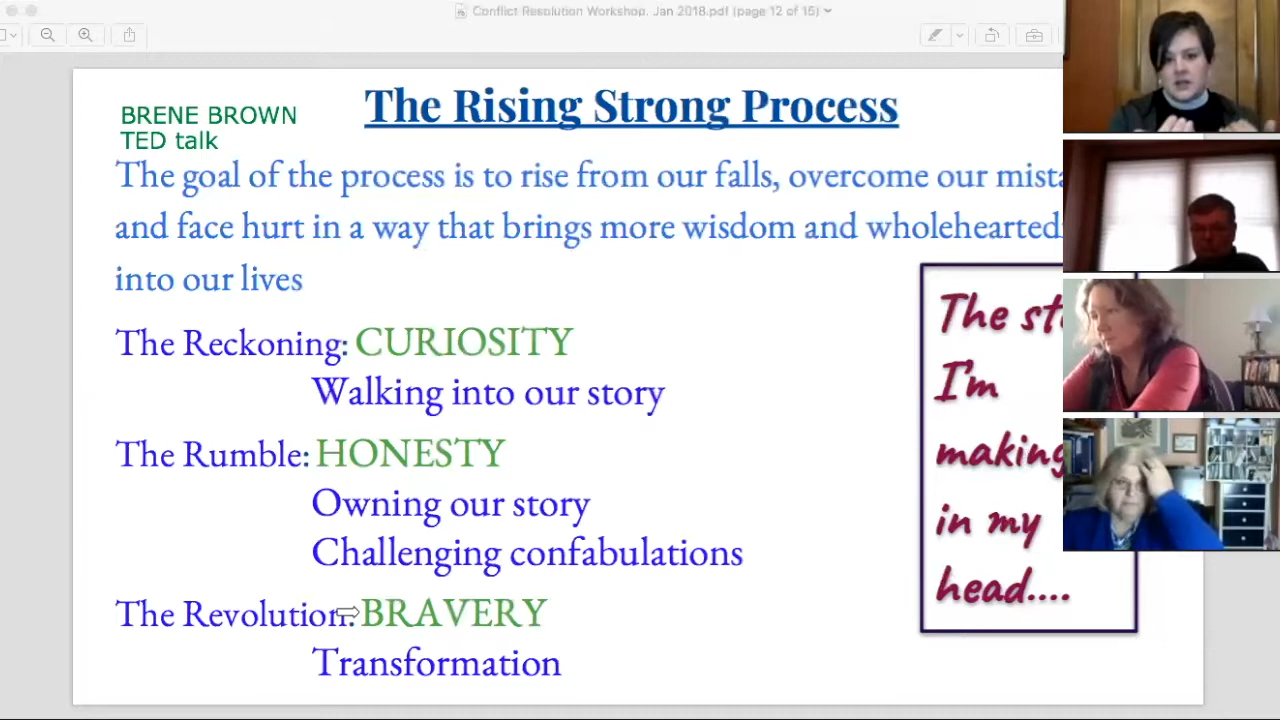 Conflict Resolution Workshop. Jan 2018.pdf (page 12 of 15)
The Rising Strong Process
BRENE BROWN
TED talk
The goal of the process is to rise from our falls, overcome our
and face hurt in a way that brings more wisdom and
into our lives
The Reckoning: CURIOSITY
Walking into our story
The Rumble: HONESTY
Owning our story
Challenging confabulations
The Revolution: BRAVERY
Transformation
The
I'm
making
in my
head....